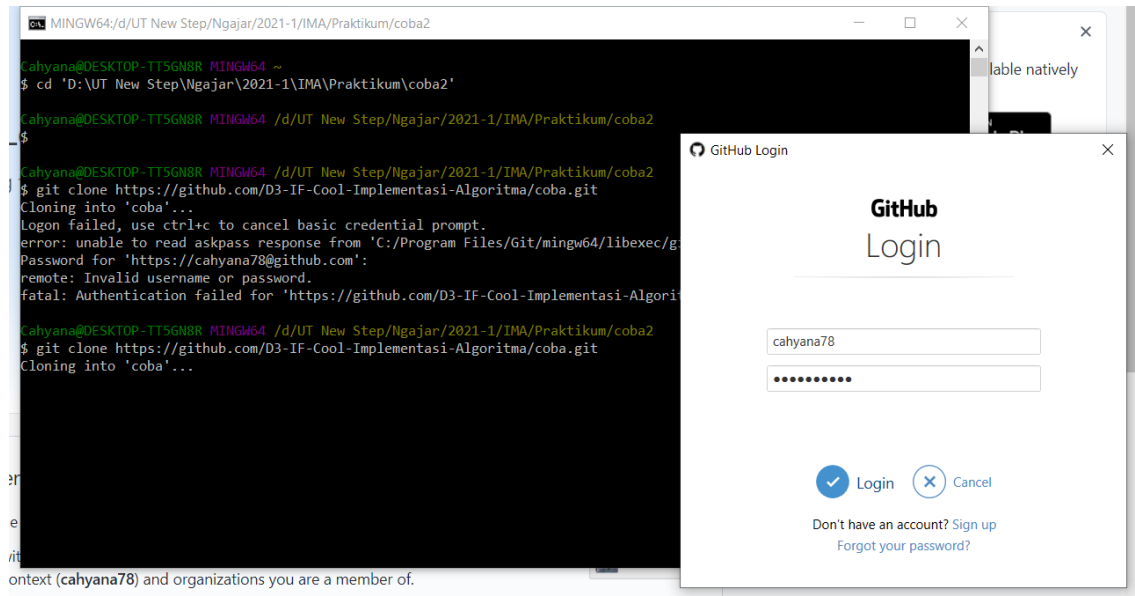 MINGW64:/d/UT New Step/Ngajar/2021-1/IMA/Praktikum/coba2
Cahyana@DESKTOP-TT5GN8R MINGW64 ~
$ cd 'D:\UT New Step\Ngajar\2021-1\IMA\Praktikum\coba2'
Cahyana@DESKTOP-TT5GN8R MINGW64 /d/UT New Step/Ngajar/2021-1/IMA/Praktikum/coba2
$
Cahyana@DESKTOP-TT5GN8R MINGW64 /d/UT New Step/Ngajar/2021-1/IMA/Praktikum/coba2
$ git clone https://github.com/D3-IF-Cool-Implementasi-Algoritma/coba.git
Cloning into 'coba'...
Logon failed, use ctrl+c to cancel basic credential prompt.
error: unable to read askpass response from 'C:/Program Files/Git/mingw64/libexec/g
Password for 'https://cahyana78@github.com':
remote: Invalid username or password.
fatal: Authentication failed for 'https://github.com/D3-IF-Cool-Implementasi-Algorit
Cahyana@DESKTOP-TT5GN8R MINGW64 /d/UT New Step/Ngajar/2021-1/IMA/Praktikum/coba2
$ git clone https://github.com/D3-IF-Cool-Implementasi-Algoritma/coba.git
Cloning into 'coba'...
lable natively
GitHub Login
GitHub
Login
cahyana78
••••••••••
Login
Cancel
Don't have an account? Sign up
Forgot your password?
ontext (cahyana78) and organizations you are a member of.